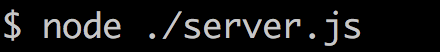 $ node ./server.js